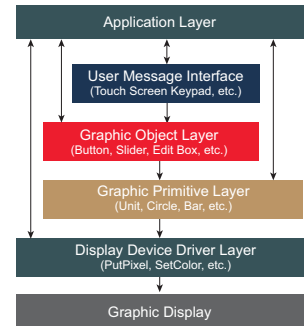 Application Layer
User Message Interface
(Touch Screen Keypad, etc.)
Graphic Object Layer
(Button, Slider, Edit Box, etc.)
Graphic Primitive Layer
(Unit, Circle, Bar, etc.)
Display Device Driver Layer
(PutPixel, SetColor, etc.)
Graphic Display